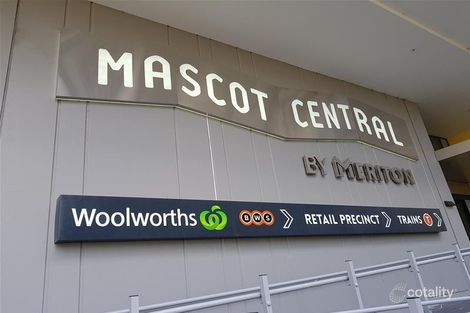 MASCOT CENTRAL
BY MERITON
Woolworths BWS RETAIL PRECINCT TRAINS T
cotality